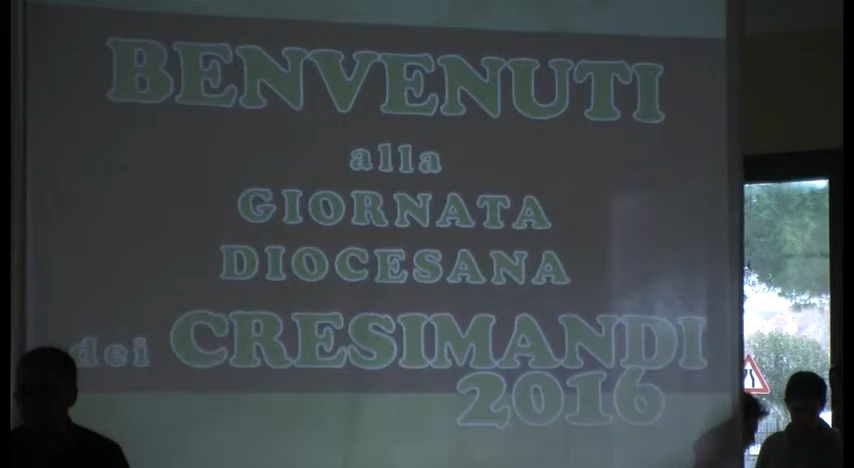 BENVENUTI
alla
GIORNATA
DIOCESANA
dei CRESIMANDI
2016